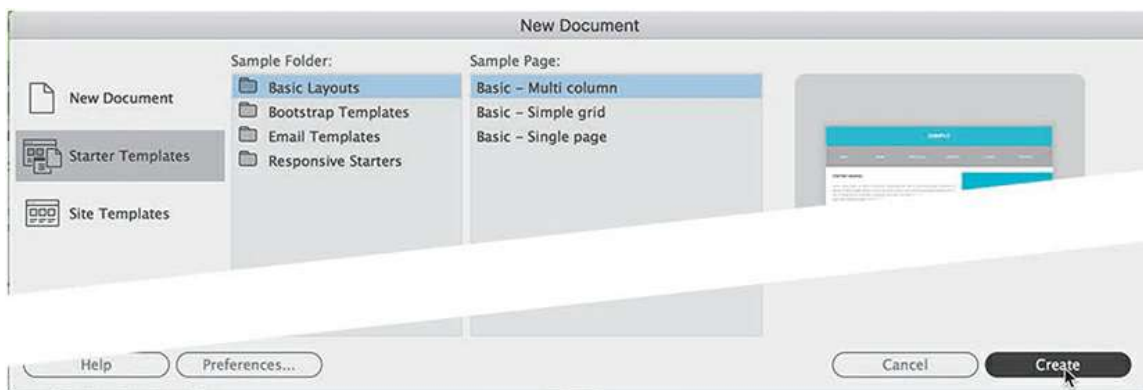 New Document
Sample Folder:
Sample Page:
New Document
Starter Templates
Site Templates
Basic Layouts
Bootstrap Templates
Email Templates
Responsive Starters
Basic – Multi column
Basic – Simple grid
Basic – Single page
Help
Preferences...
Cancel
Create